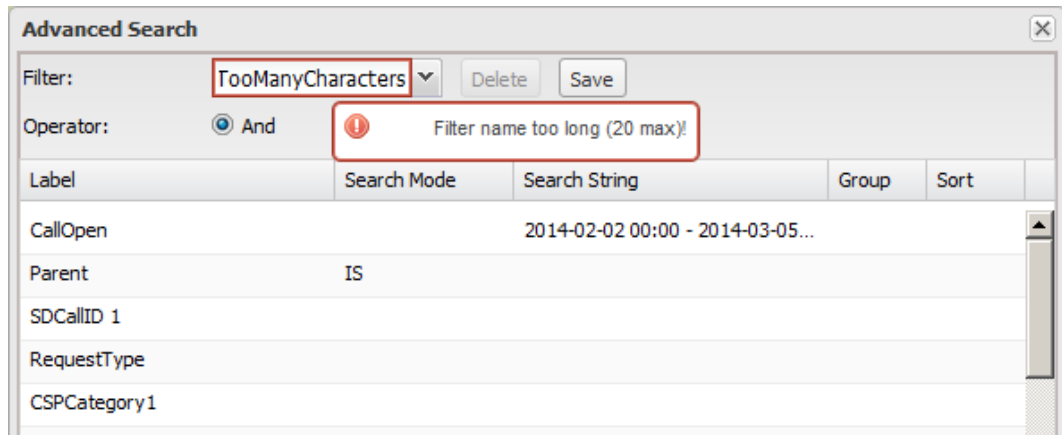 Advanced Search
Filter: TooManyCharacters Delete Save
Operator: And Filter name too long (20 max)!
Label Search Mode Search String Group Sort
CallOpen 2014-02-02 00:00 - 2014-03-05...
Parent IS
SDCallID 1
RequestType
CSPCategory1